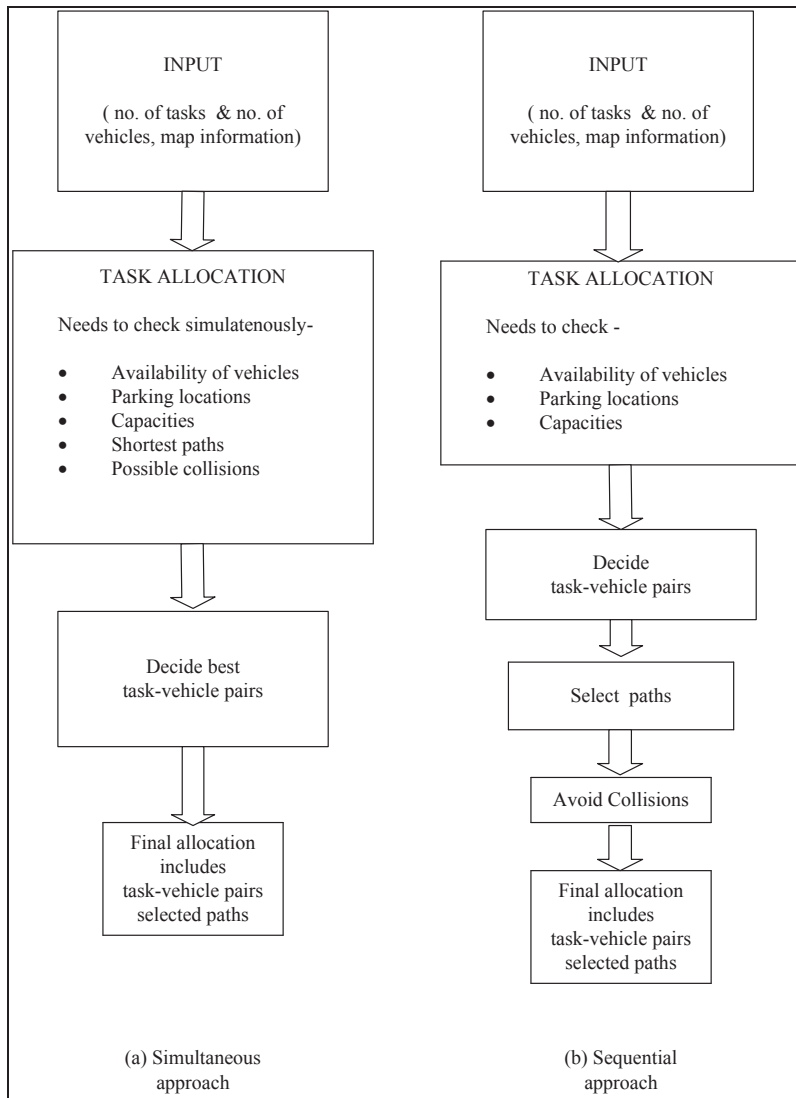 INPUT
( no. of tasks & no. of
vehicles, map information)
TASK ALLOCATION
Needs to check simulatenously-
• Availability of vehicles
• Parking locations
• Capacities
• Shortest paths
• Possible collisions
Decide best
task-vehicle pairs
Final allocation
includes
task-vehicle pairs
selected paths
(a) Simultaneous
approach
INPUT
( no. of tasks & no. of
vehicles, map information)
TASK ALLOCATION
Needs to check -
• Availability of vehicles
• Parking locations
• Capacities
Decide
task-vehicle pairs
Select paths
Avoid Collisions
Final allocation
includes
task-vehicle pairs
selected paths
(b) Sequential
approach